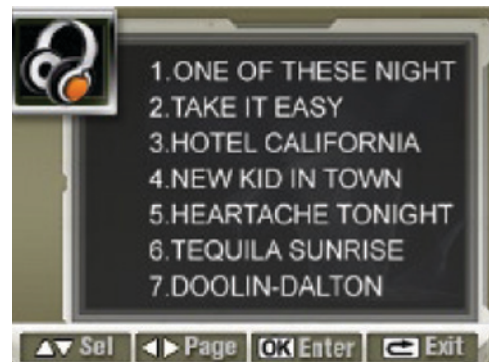 1.ONE OF THESE NIGHT
2.TAKE IT EASY
3.HOTEL CALIFORNIA
4.NEW KID IN TOWN
5.HEARTACHE TONIGHT
6.TEQUILA SUNRISE
7.DOOLIN-DALTON
Sel Page OK Enter Exit